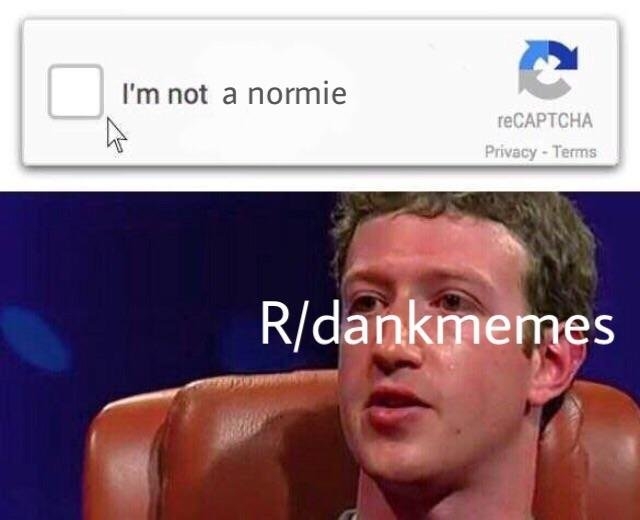 I'm not a normie
reCAPTCHA
Privacy - Terms
R/dankmemes